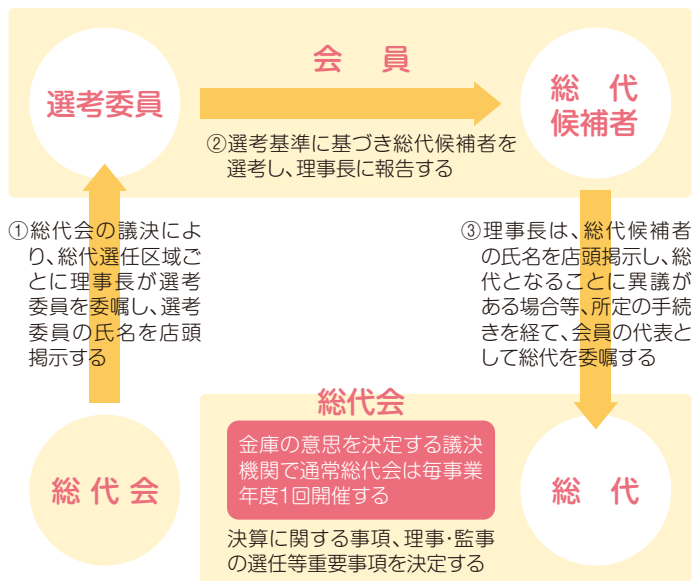 会　員
選考委員
総　代
候補者
②選考基準に基づき総代候補者を
選考し、理事長に報告する
①総代会の議決によ
り、総代選任区域ご
とに理事長が選考
委員を委嘱し、選考
委員の氏名を店頭
掲示する
③理事長は、総代候補者
の氏名を店頭掲示し、総
代となることに異議が
ある場合等、所定の手続
きを経て、会員の代表と
して総代を委嘱する
総代会
総代会
金庫の意思を決定する議決
機関で通常総代会は毎事業
年度1回開催する
決算に関する事項、理事・監事
の選任等重要事項を決定する
総　代